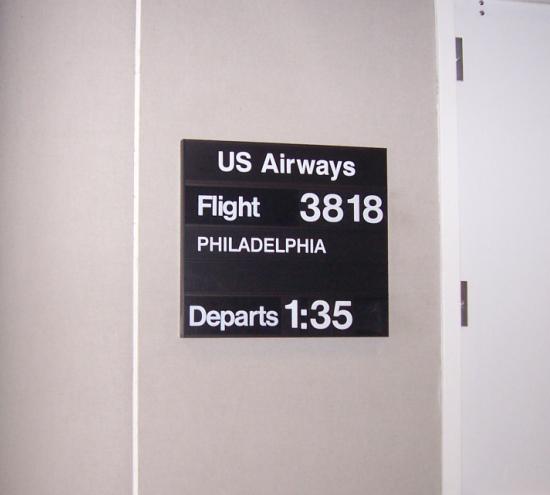 US Airways
Flight 3818
PHILADELPHIA
Departs 1:35